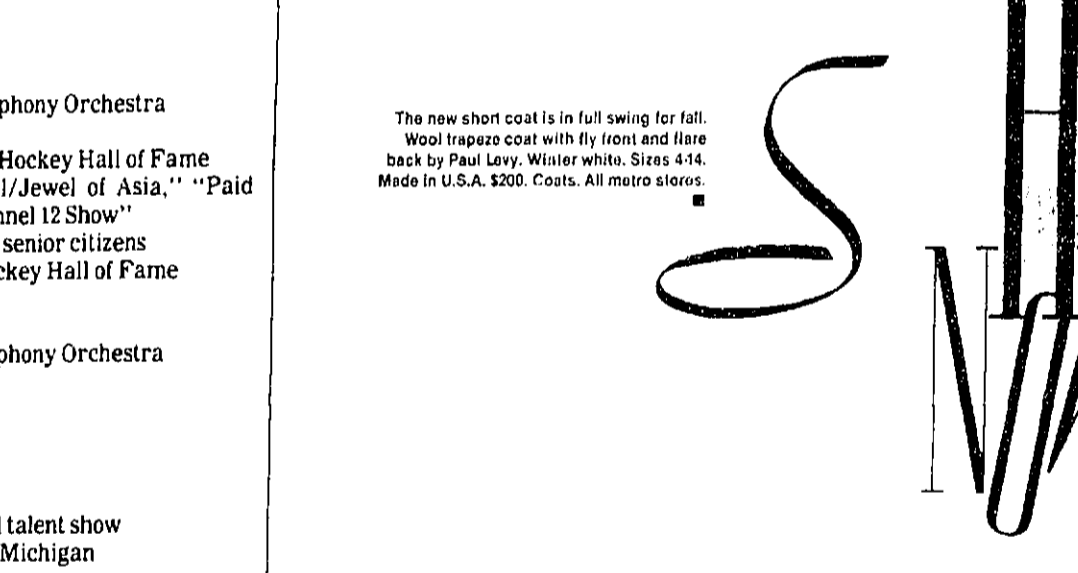 phony Orchestra
Hockey Hall of Fame
l/Jewel of Asia," "Paid
nnel 12 Show"
senior citizens
ckey Hall of Fame
phony Orchestra
l talent show
Michigan
The new short coat is in full swing for fall.
Wool trapeze coat with fly front and flare
back by Paul Levy. Winter white. Sizes 4-14.
Made in U.S.A. $200. Coats. All metro stores.
S
N